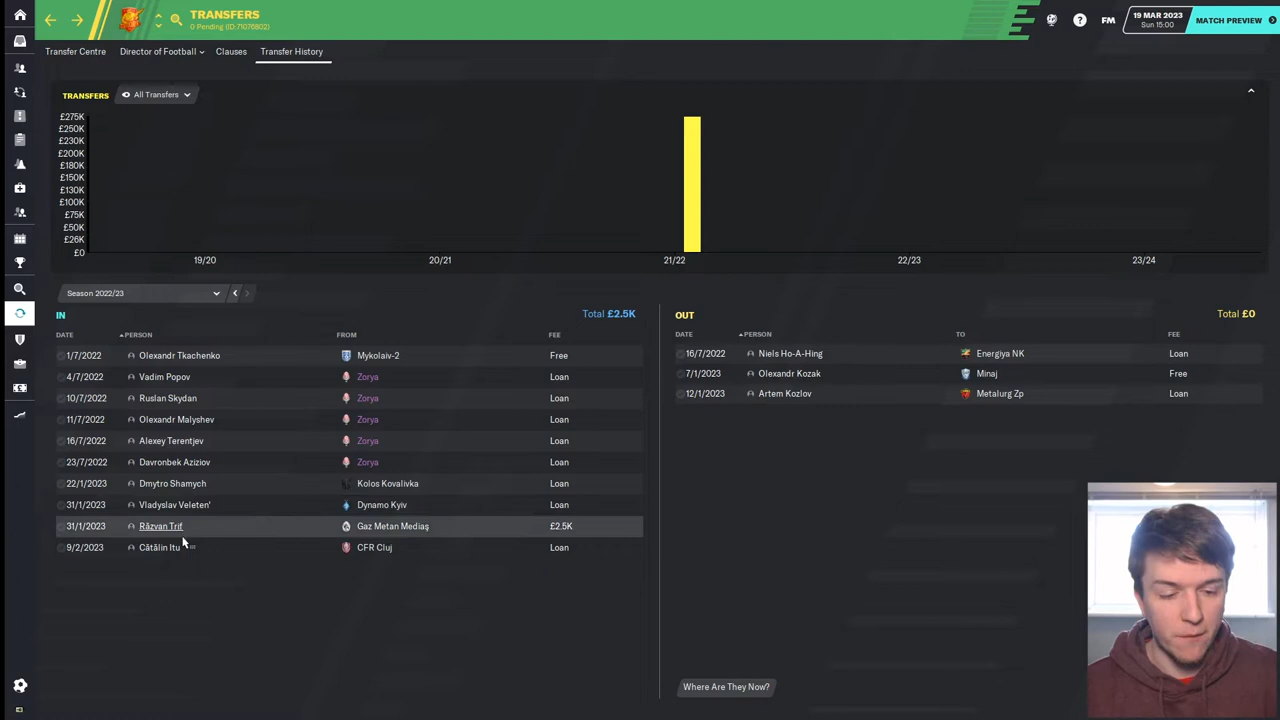 TRANSFERS
0 Pending (ID:71076802)
FM
19 MAR 2023
Sun 15:00
MATCH PREVIEW
Transfer Centre
Director of Football
Clauses
Transfer History
TRANSFERS
All Transfers
£275K
£250K
£230K
£200K
£180K
£150K
£130K
£102K
£75K
£50K
£26K
£0
19/20
20/21
21/22
22/23
23/24
Season 2022/23
IN
Total £2.5K
DATE PERSON FROM FEE
1/7/2022 Olexandr Tkachenko Mykolaiv-2 Free
4/7/2022 Vadim Popov Zorya Loan
10/7/2022 Ruslan Skydan Zorya Loan
11/7/2022 Olexandr Malyshev Zorya Loan
16/7/2022 Alexey Terentjev Zorya Loan
23/7/2022 Davronbek Aziziov Zorya Loan
22/1/2023 Dmytro Shamych Kolos Kovalivka Loan
31/1/2023 Vladyslav Veleten' Dynamo Kyiv Loan
31/1/2023 Răzvan Trif Gaz Metan Mediaş £2.5K
9/2/2023 Cătălin Itu CFR Cluj Loan
OUT
Total £0
DATE PERSON TO FEE
16/7/2022 Niels Ho-A-Hing Energiya NK Loan
7/1/2023 Olexandr Kozak Minaj Free
12/1/2023 Artem Kozlov Metalurg Zp Loan
Where Are They Now?